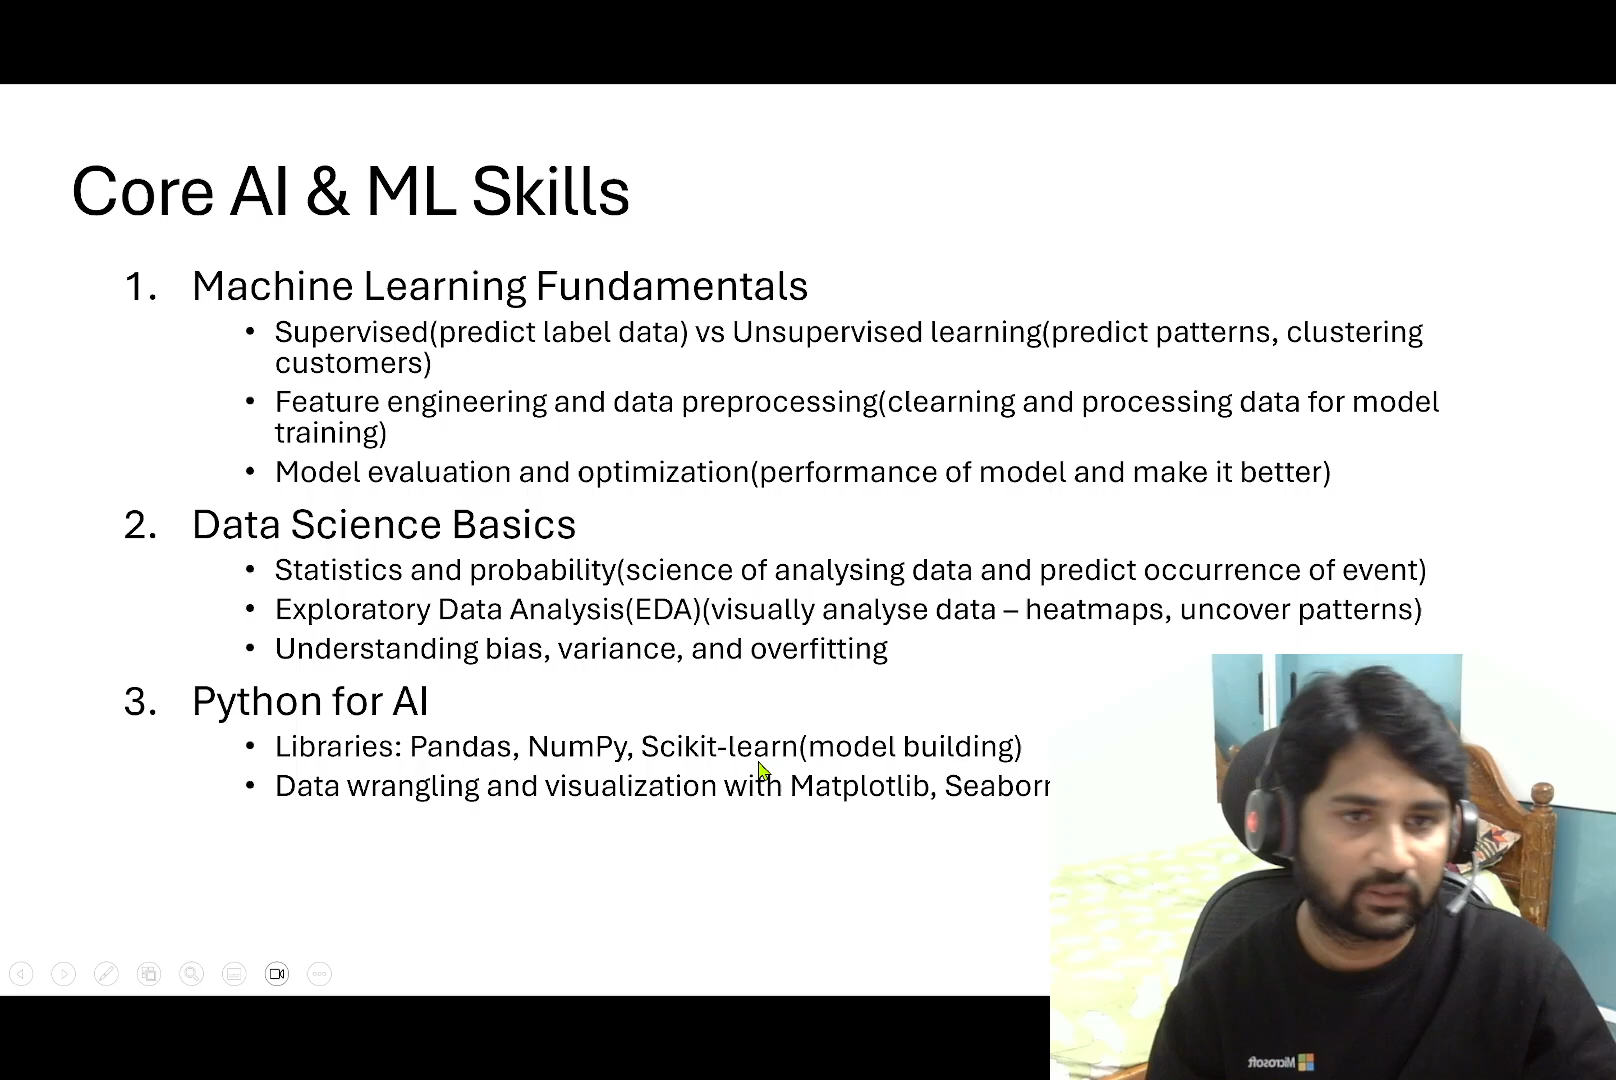 Core AI & ML Skills
1. Machine Learning Fundamentals
• Supervised(predict label data) vs Unsupervised learning(predict patterns, clustering
customers)
• Feature engineering and data preprocessing(clearning and processing data for model
training)
• Model evaluation and optimization(performance of model and make it better)
2. Data Science Basics
• Statistics and probability(science of analysing data and predict occurrence of event)
• Exploratory Data Analysis(EDA)(visually analyse data – heatmaps, uncover patterns)
• Understanding bias, variance, and overfitting
3. Python for AI
• Libraries: Pandas, NumPy, Scikit-learn(model building)
• Data wrangling and visualization with Matplotlib, Seaborn
Microsoft